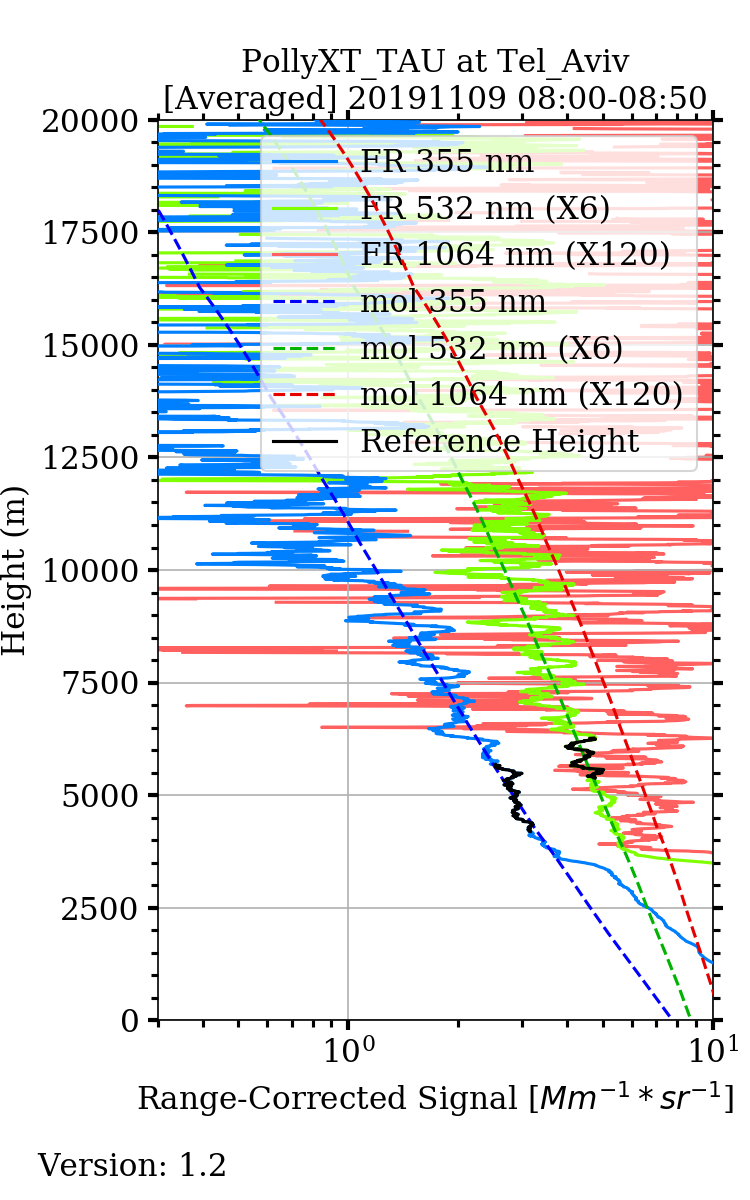 PollyXT_TAU at Tel_Aviv
[Averaged] 20191109 08:00-08:50
20000
17500
15000
12500
10000
7500
5000
2500
0
Height (m)
FR 355 nm
FR 532 nm (X6)
FR 1064 nm (X120)
mol 355 nm
mol 532 nm (X6)
mol 1064 nm (X120)
Reference Height
10⁰ 10¹
Range-Corrected Signal [Mm⁻¹ * sr⁻¹]
Version: 1.2